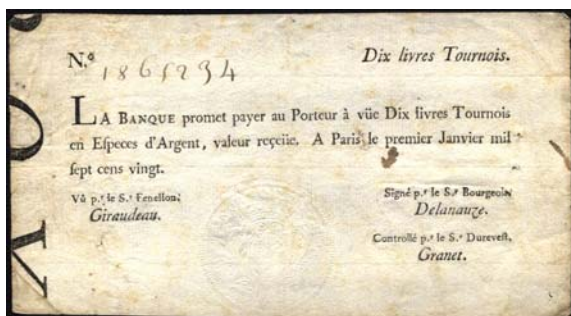 N.º 1865234 Dix livres Tournois.
LA BANQUE promet payer au Porteur à vüe Dix livres Tournois
en Especes d'Argent, valeur reçeüe. A Paris le premier Janvier mil
sept cens vingt.
Vû p.r le S.r Fenellon. Signé p.r le S.r Bourgeois.
Giraudeau. Delanauze.
Controllé p.r le S.r Durevest.
Granet.